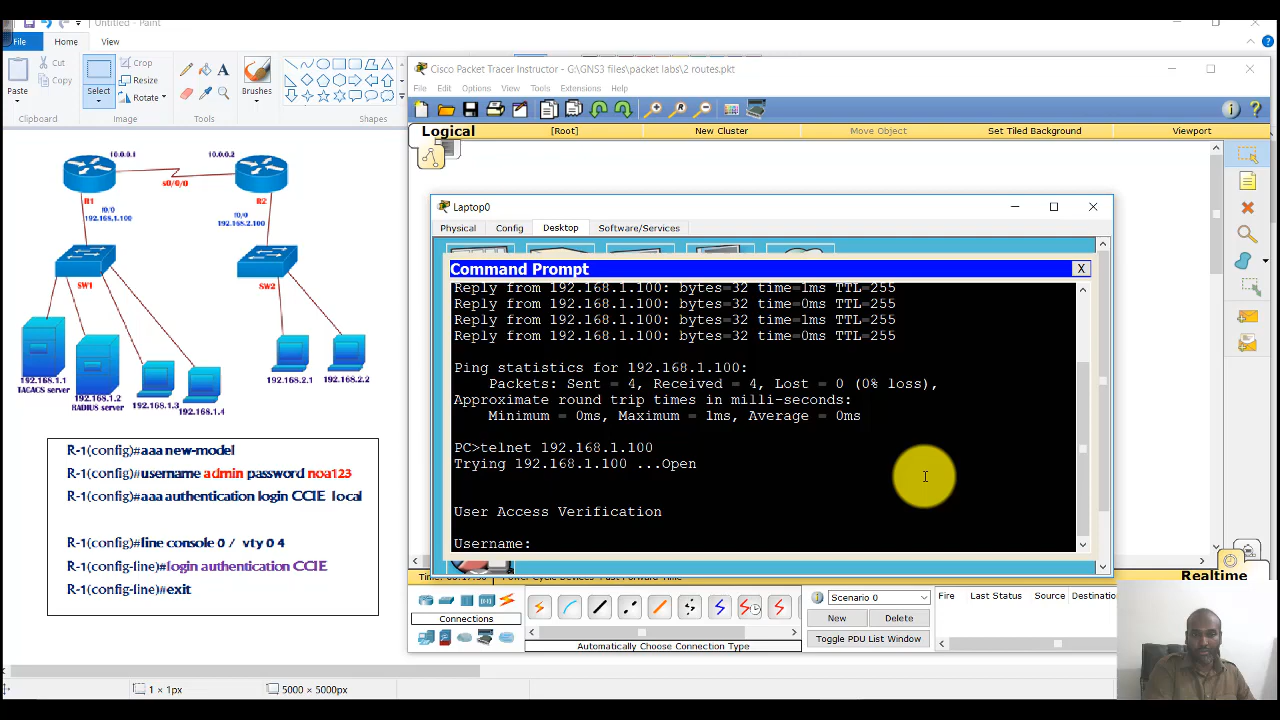 Untitled - Paint
File
Home
View
Cut
Copy
Paste
Clipboard
Select
Crop
Resize
Rotate
Image
A
Tools
Brushes
Shapes
10.0.0.1
10.0.0.2
s0/0/0
R1
R2
f0/0
192.168.1.100
f0/0
192.168.2.100
SW1
SW2
192.168.1.1
TACACS server
192.168.1.2
RADIUS server
192.168.1.3
192.168.1.4
192.168.2.1
192.168.2.2
R-1(config)#aaa new-model
R-1(config)#username admin password noa123
R-1(config)#aaa authentication login CCIE local
R-1(config)#line console 0 / vty 0 4
R-1(config-line)#login authentication CCIE
R-1(config-line)#exit
1 × 1px
5000 × 5000px
Cisco Packet Tracer Instructor - G:\GNS3 files\packet labs\2 routes.pkt
File Edit Options View Tools Extensions Help
Logical
[Root]
New Cluster
Move Object
Set Tiled Background
Viewport
Laptop0
Physical
Config
Desktop
Software/Services
Command Prompt
X
Reply from 192.168.1.100: bytes=32 time=1ms TTL=255
Reply from 192.168.1.100: bytes=32 time=0ms TTL=255
Reply from 192.168.1.100: bytes=32 time=1ms TTL=255
Reply from 192.168.1.100: bytes=32 time=0ms TTL=255
Ping statistics for 192.168.1.100:
Packets: Sent = 4, Received = 4, Lost = 0 (0% loss),
Approximate round trip times in milli-seconds:
Minimum = 0ms, Maximum = 1ms, Average = 0ms
PC>telnet 192.168.1.100
Trying 192.168.1.100 ...Open
User Access Verification
Username:
Realtime
Connections
Automatically Choose Connection Type
Scenario 0
New
Delete
Toggle PDU List Window
Fire
Last Status
Source
Destination